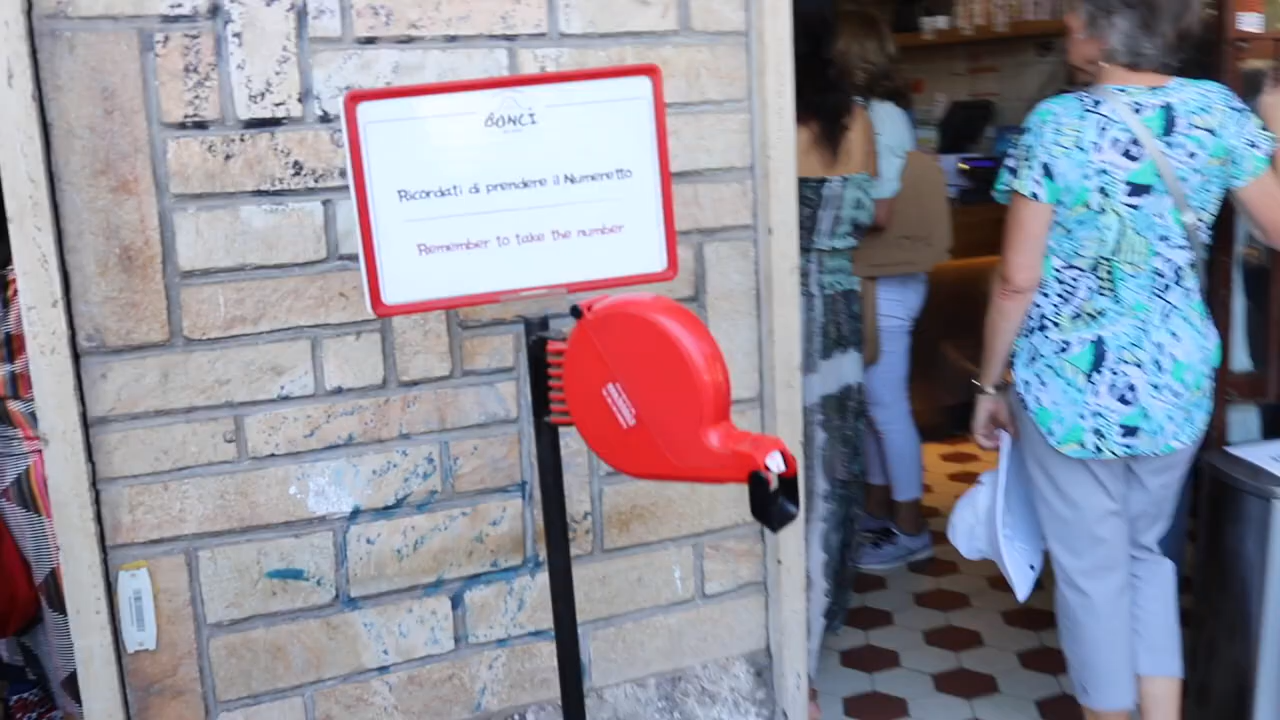 BONCI
Ricordati di prendere il Numeretto
Remember to take the number